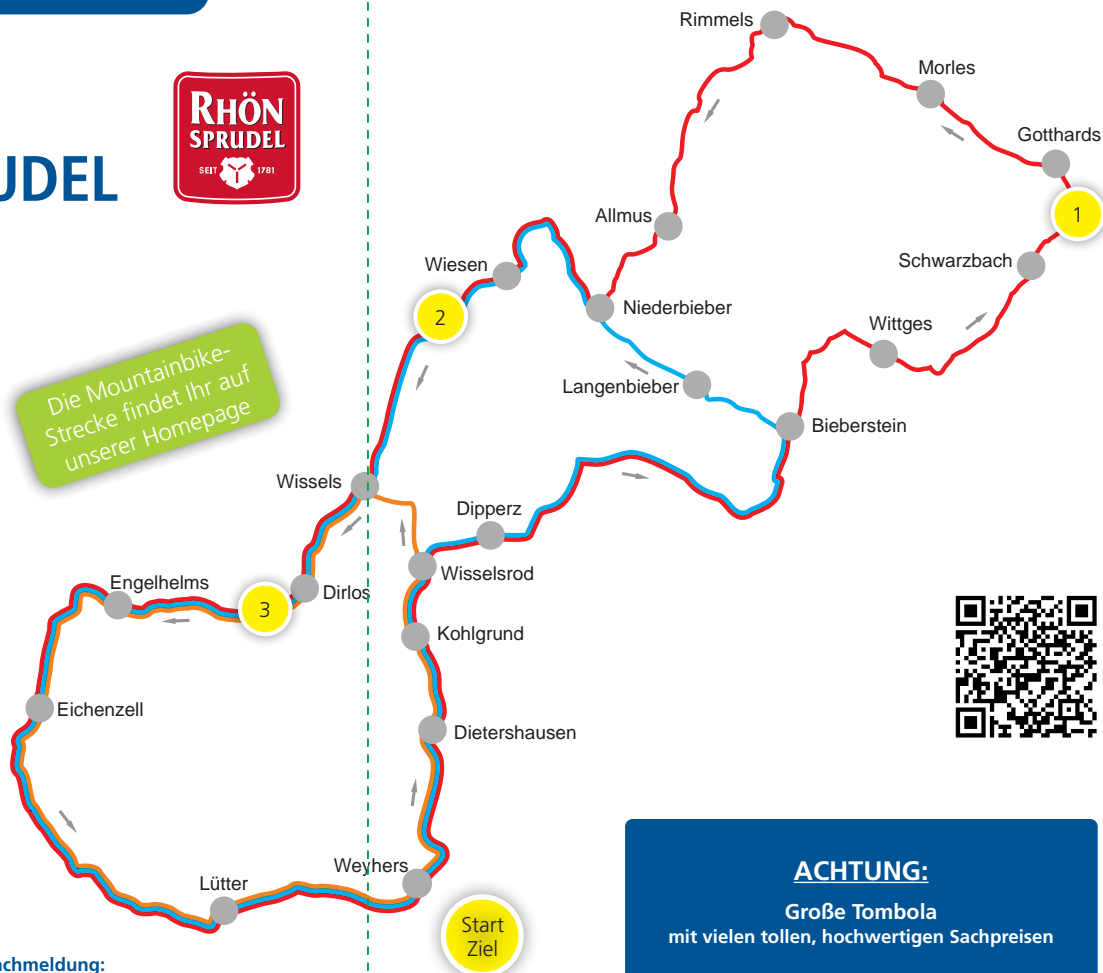 RHÖN
SPRUDEL
SEIT 1781
UDEL
Die Mountainbike-
Strecke findet Ihr auf
unserer Homepage
Rimmels
Morles
Gotthards
1
Allmus
Schwarzbach
Wiesen
Niederbieber
2
Wittges
Langenbieber
Bieberstein
Wissels
Dipperz
Wisselsrod
Engelhelms
3
Dirlos
Kohlgrund
Eichenzell
Dietershausen
Weyhers
Lütter
Start
Ziel
ACHTUNG:
Große Tombola
mit vielen tollen, hochwertigen Sachpreisen
achmeldung: